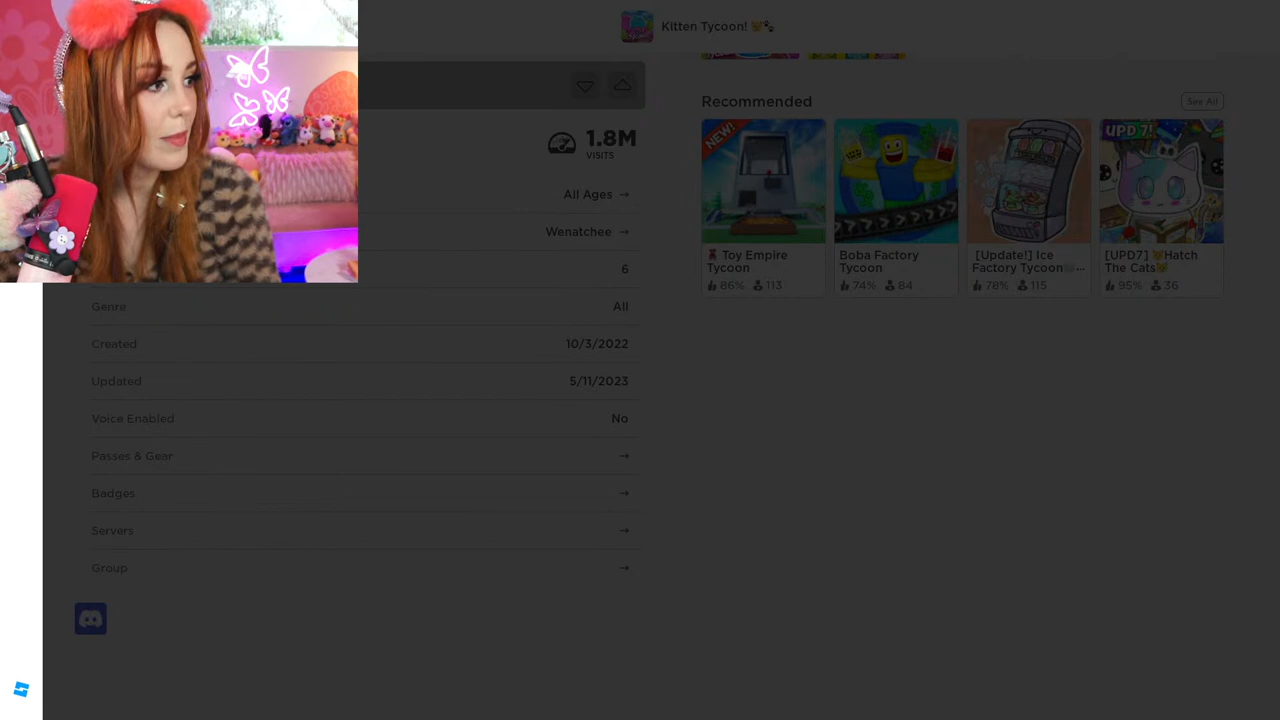 Kitten Tycoon! 😸🐾
1.8M
VISITS
All Ages →
Wenatchee →
6
Genre All
Created 10/3/2022
Updated 5/11/2023
Voice Enabled No
Passes & Gear →
Badges →
Servers →
Group →
Recommended
See All
NEW!
🧸 Toy Empire
Tycoon
86% 113
Boba Factory
Tycoon
74% 84
[Update!] Ice
Factory Tycoon...
78% 115
UPD 7!
[UPD7] 😺Hatch
The Cats😺
95% 36